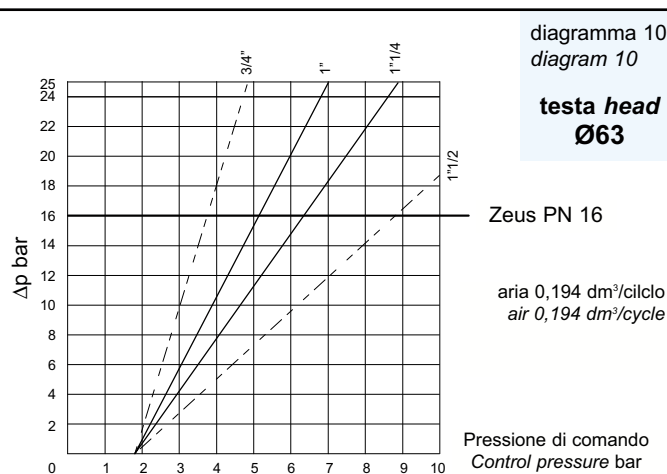 diagramma 10
diagram 10
testa head
Ø63
3/4"
1"
1"1/4
1"1/2
25
24
22
20
18
16
14
12
10
8
6
4
2
0
Δp bar
Zeus PN 16
aria 0,194 dm³/cilclo
air 0,194 dm³/cycle
Pressione di comando
Control pressure bar
1 2 3 4 5 6 7 8 9 10